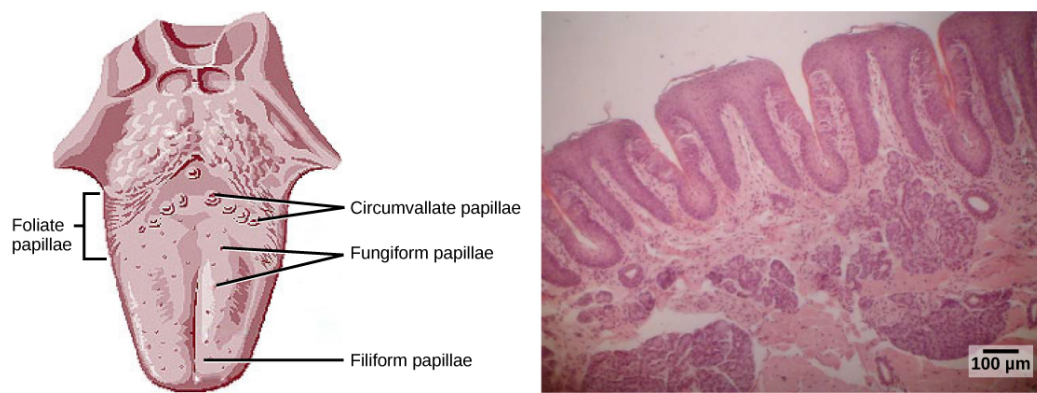 Foliate
papillae
Circumvallate papillae
Fungiform papillae
Filiform papillae
100 µm